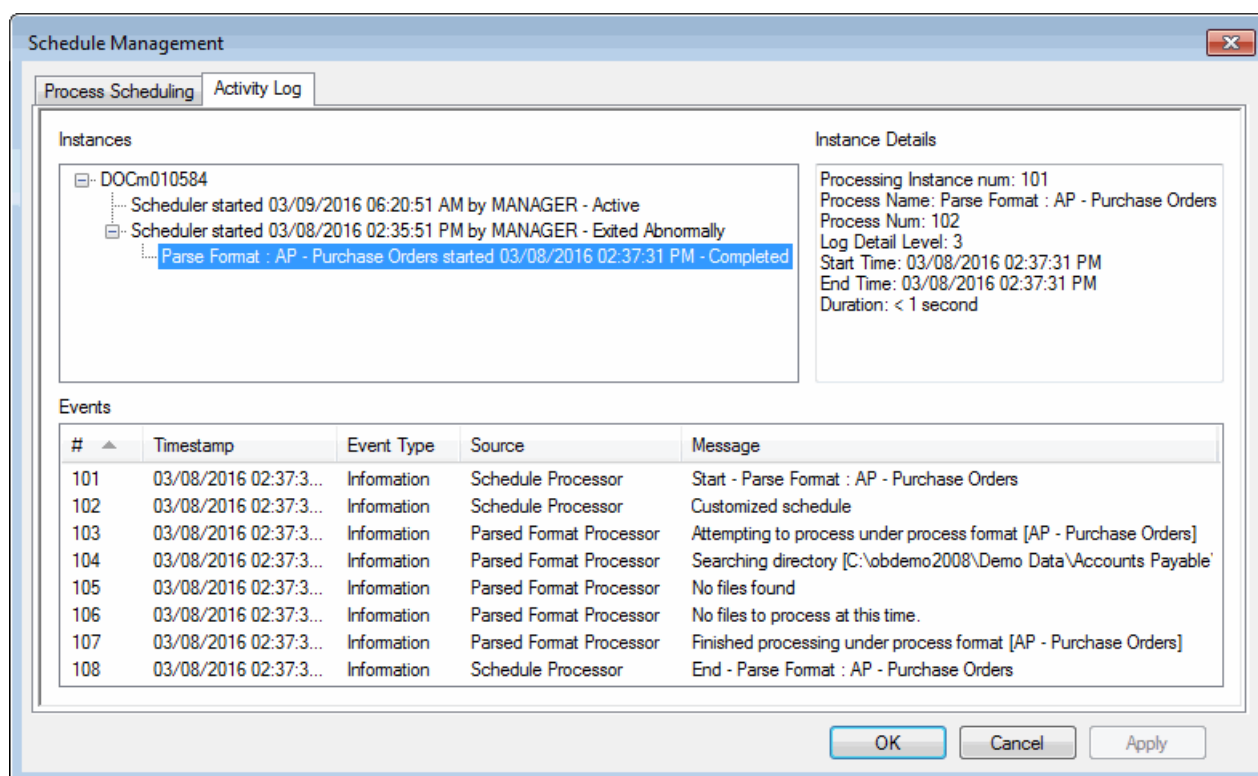 Schedule Management
Process Scheduling Activity Log
Instances
DOCm010584
Scheduler started 03/09/2016 06:20:51 AM by MANAGER - Active
Scheduler started 03/08/2016 02:35:51 PM by MANAGER - Exited Abnormally
Parse Format : AP - Purchase Orders started 03/08/2016 02:37:31 PM - Completed
Instance Details
Processing Instance num: 101
Process Name: Parse Format : AP - Purchase Orders
Process Num: 102
Log Detail Level: 3
Start Time: 03/08/2016 02:37:31 PM
End Time: 03/08/2016 02:37:31 PM
Duration: < 1 second
Events
# Timestamp Event Type Source Message
101 03/08/2016 02:37:3... Information Schedule Processor Start - Parse Format : AP - Purchase Orders
102 03/08/2016 02:37:3... Information Schedule Processor Customized schedule
103 03/08/2016 02:37:3... Information Parsed Format Processor Attempting to process under process format [AP - Purchase Orders]
104 03/08/2016 02:37:3... Information Parsed Format Processor Searching directory [C:\obdemo2008\Demo Data\Accounts Payable\
105 03/08/2016 02:37:3... Information Parsed Format Processor No files found
106 03/08/2016 02:37:3... Information Parsed Format Processor No files to process at this time.
107 03/08/2016 02:37:3... Information Parsed Format Processor Finished processing under process format [AP - Purchase Orders]
108 03/08/2016 02:37:3... Information Schedule Processor End - Parse Format : AP - Purchase Orders
OK Cancel Apply